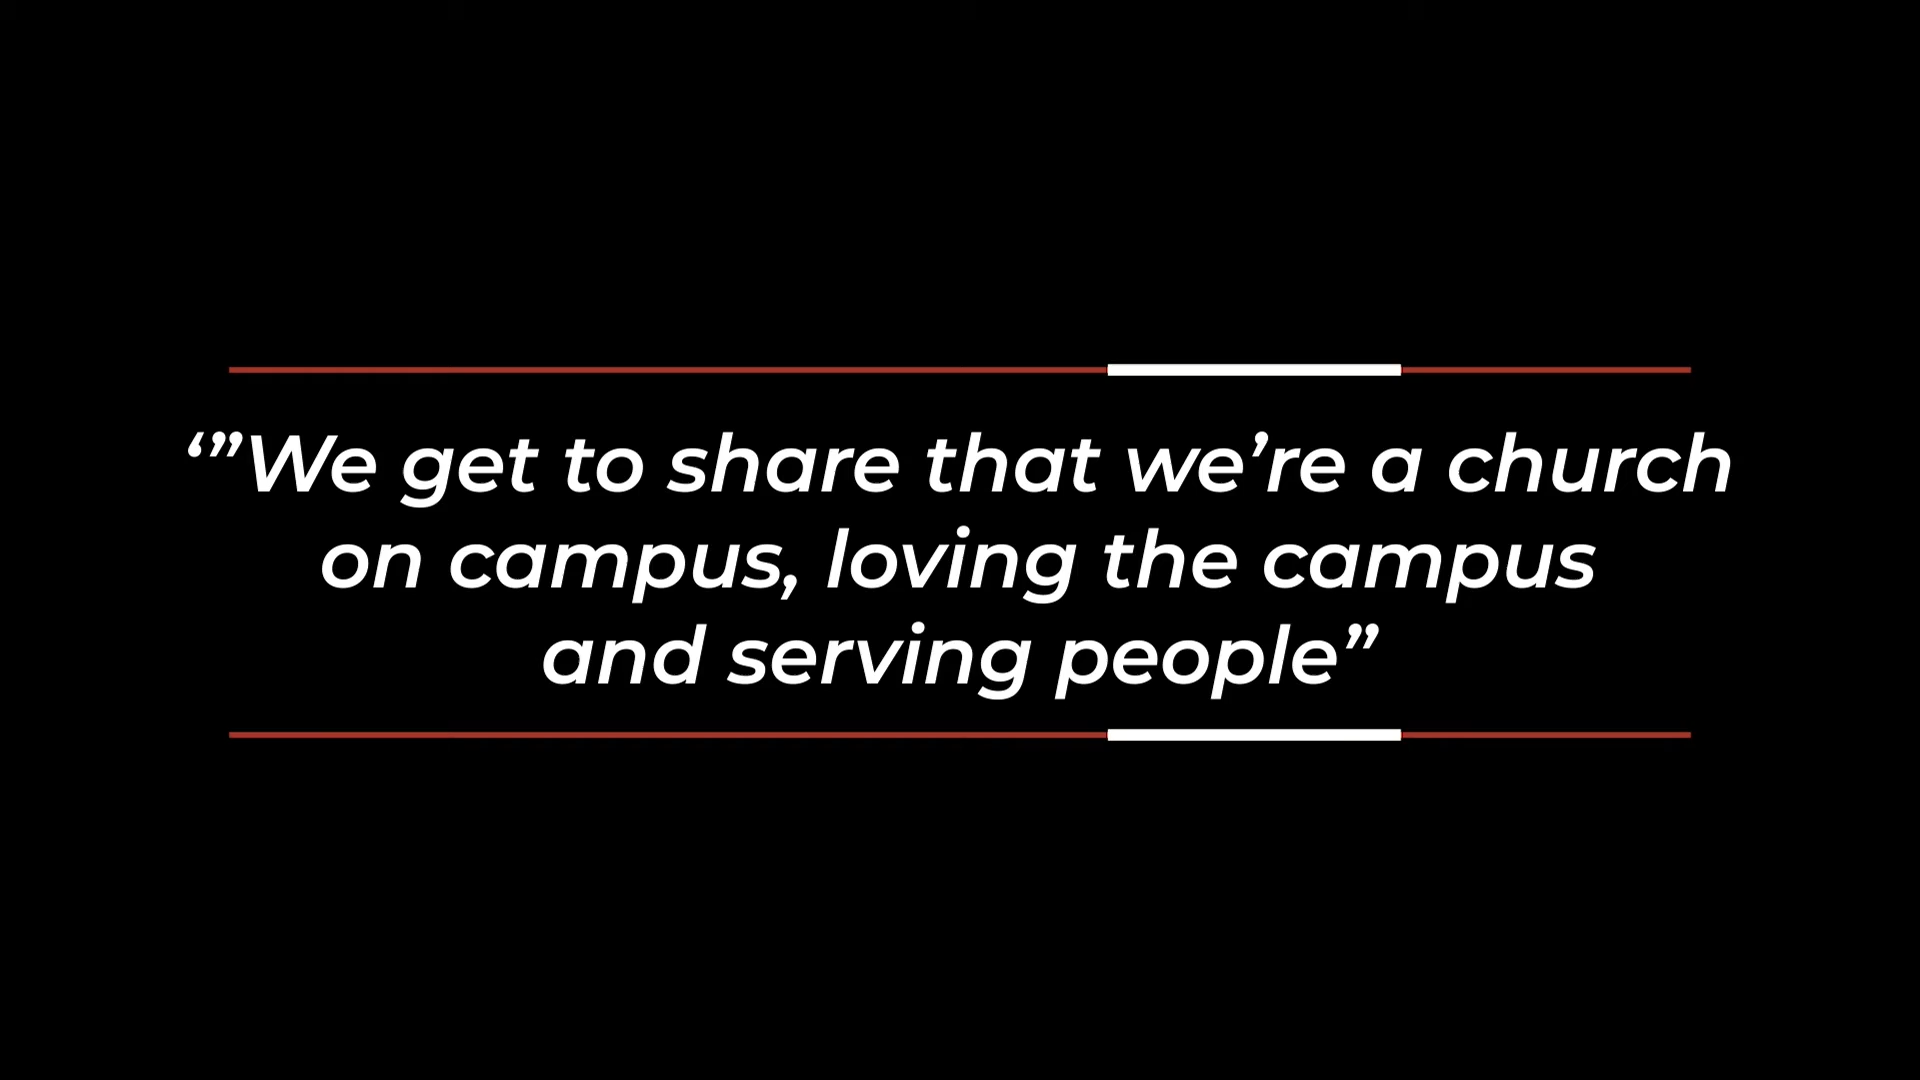 ‘”We get to share that we’re a church
on campus, loving the campus
and serving people”